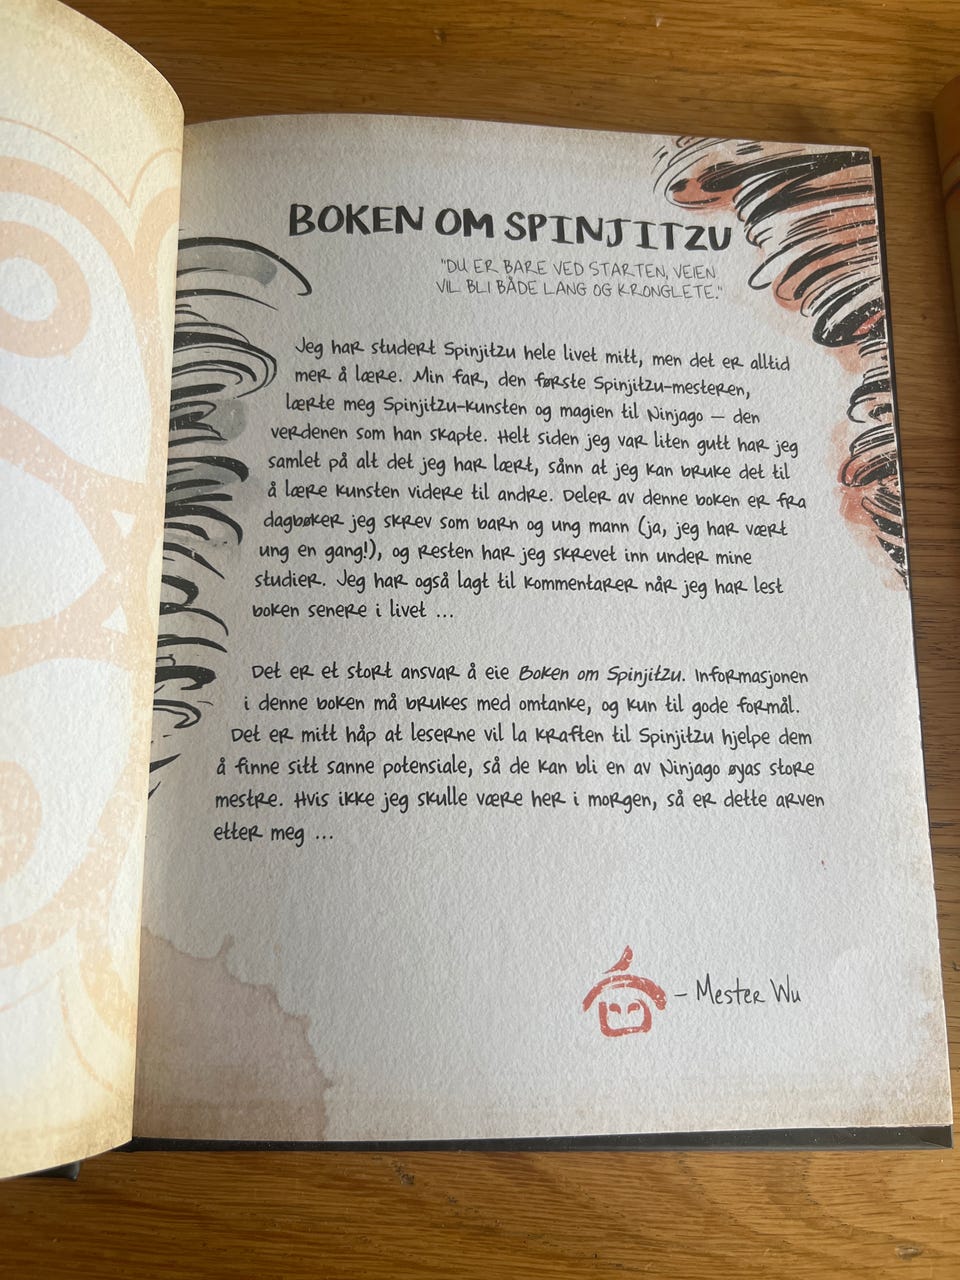 BOKEN OM SPINJITZU
"DU ER BARE VED STARTEN, VEIEN
VIL BLI BÅDE LANG OG KRONGLETE."
Jeg har studert Spinjitzu hele livet mitt, men det er alltid
mer å lære. Min far, den første Spinjitzu-mesteren,
lærte meg Spinjitzu-kunsten og magien til Ninjago – den
verdenen som han skapte. Helt siden jeg var liten gutt har jeg
samlet på alt det jeg har lært, sånn at jeg kan bruke det til
å lære kunsten videre til andre. Deler av denne boken er fra
dagbøker jeg skrev som barn og ung mann (ja, jeg har vært
ung en gang!), og resten har jeg skrevet inn under mine
studier. Jeg har også lagt til kommentarer når jeg har lest
boken senere i livet ...
Det er et stort ansvar å eie Boken om Spinjitzu. Informasjonen
i denne boken må brukes med omtanke, og kun til gode formål.
Det er mitt håp at leserne vil la kraften til Spinjitzu hjelpe dem
å finne sitt sanne potensiale, så de kan bli en av Ninjago øyas store
mestre. Hvis ikke jeg skulle være her i morgen, så er dette arven
etter meg ...
– Mester Wu